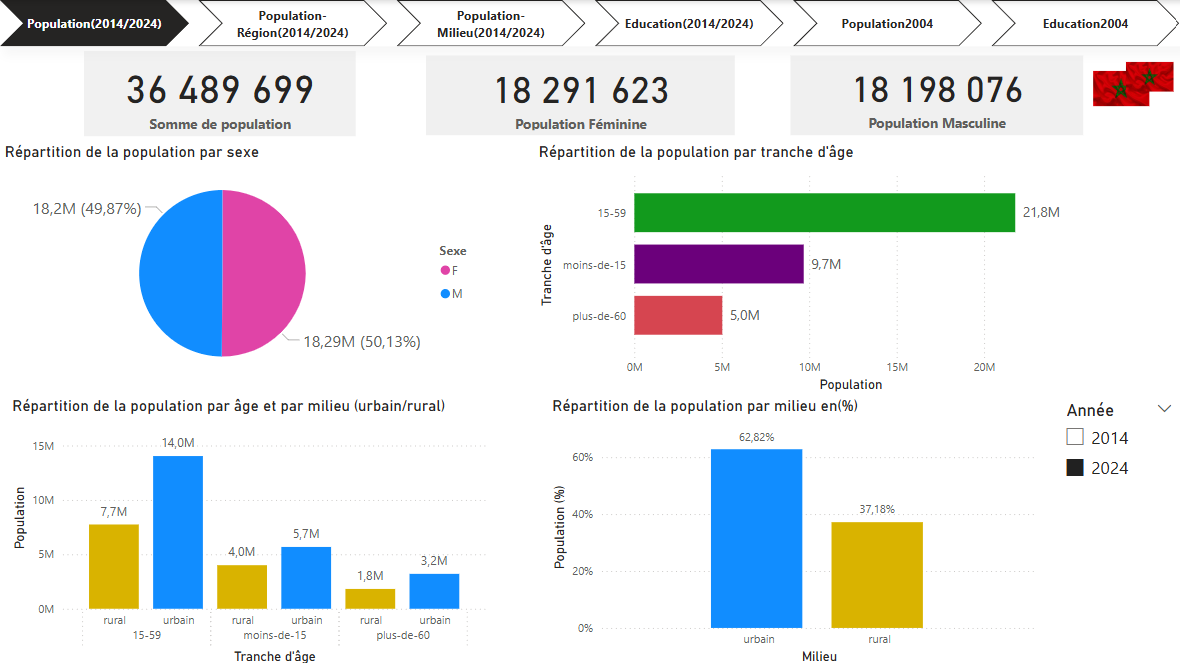 Population(2014/2024)
Population-
Région(2014/2024)
Population-
Milieu(2014/2024)
Education(2014/2024)
Population2004
Education2004
36 489 699
Somme de population
18 291 623
Population Féminine
18 198 076
Population Masculine
Répartition de la population par sexe
18,2M (49,87%)
18,29M (50,13%)
Sexe
F
M
Répartition de la population par tranche d'âge
Tranche d'âge
15-59
21,8M
moins-de-15
9,7M
plus-de-60
5,0M
0M 5M 10M 15M 20M
Population
Répartition de la population par âge et par milieu (urbain/rural)
Population
15M
10M
5M
0M
7,7M
14,0M
4,0M
5,7M
1,8M
3,2M
rural urbain rural urbain rural urbain
15-59 moins-de-15 plus-de-60
Tranche d'âge
Répartition de la population par milieu en(%)
Population (%)
60%
40%
20%
0%
62,82%
37,18%
urbain rural
Milieu
Année
2014
2024